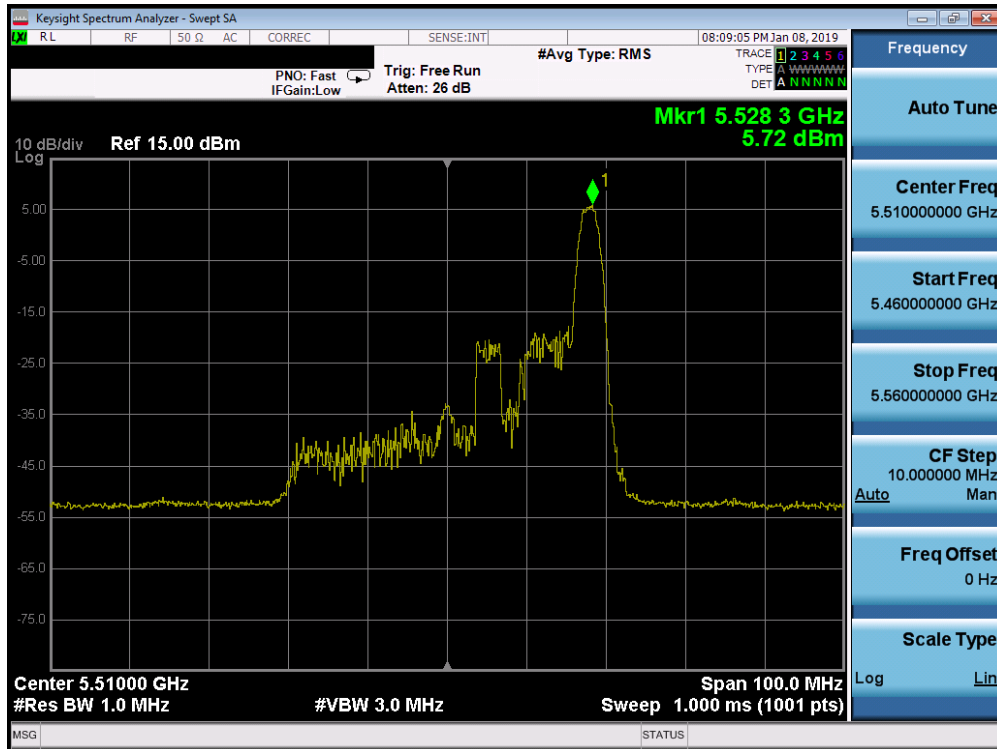 Keysight Spectrum Analyzer - Swept SA
LXI RL RF 50 Ω AC CORREC SENSE:INT 08:09:05 PM Jan 08, 2019
#Avg Type: RMS
TRACE 1 2 3 4 5 6
TYPE A WWWWW
DET A N N N N N
PNO: Fast
IFGain:Low
Trig: Free Run
Atten: 26 dB
Mkr1 5.528 3 GHz
5.72 dBm
10 dB/div Ref 15.00 dBm
Log
1
5.00
-5.00
-15.0
-25.0
-35.0
-45.0
-55.0
-65.0
-75.0
Center 5.51000 GHz
Span 100.0 MHz
#Res BW 1.0 MHz
#VBW 3.0 MHz
Sweep 1.000 ms (1001 pts)
MSG
STATUS
Frequency
Auto Tune
Center Freq
5.510000000 GHz
Start Freq
5.460000000 GHz
Stop Freq
5.560000000 GHz
CF Step
10.000000 MHz
Auto Man
Freq Offset
0 Hz
Scale Type
Log Lin